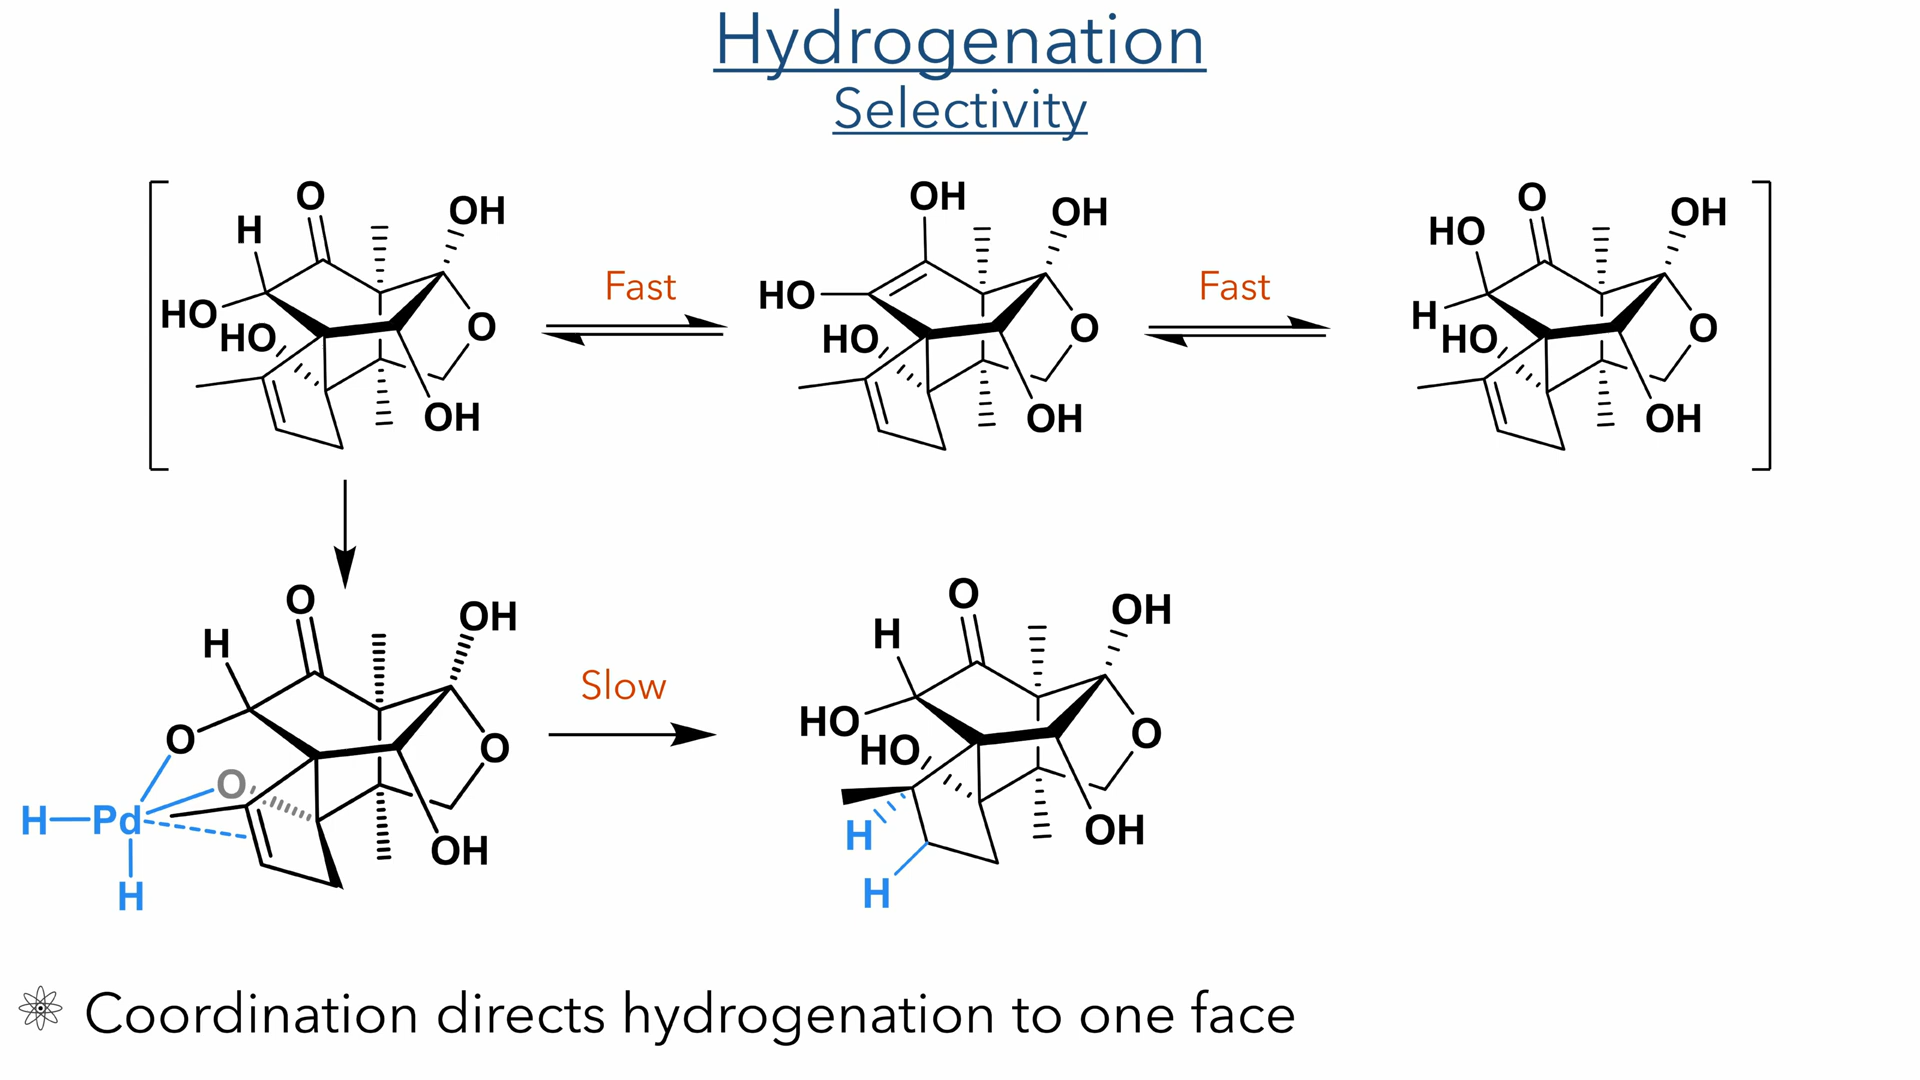 Hydrogenation
Selectivity
O
H
OH
HO
HO
O
OH
Fast
OH
OH
HO
HO
O
OH
Fast
O
HO
OH
H
HO
O
OH
O
H
OH
O
O
O
H
Pd
H
OH
Slow
O
H
OH
HO
HO
O
H
OH
H
Coordination directs hydrogenation to one face